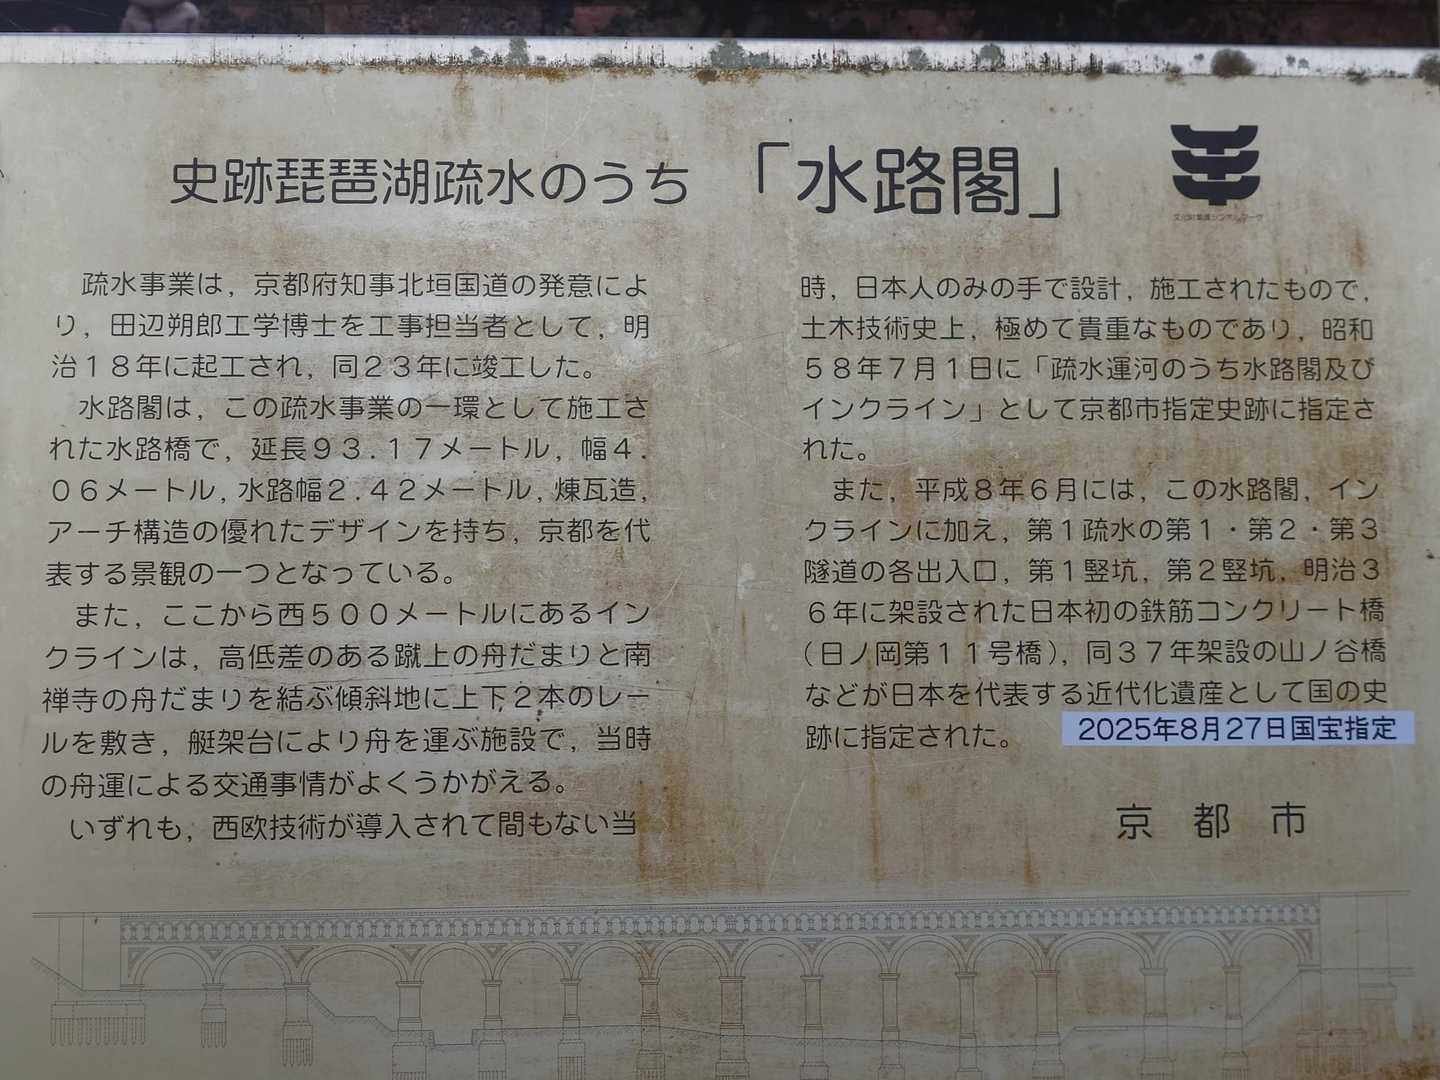 史跡琵琶湖疏水のうち「水路閣」
文化財愛護シンボルマーク
　疏水事業は，京都府知事北垣国道の発意によ
り，田辺朔郎工学博士を工事担当者として，明
治１８年に起工され，同２３年に竣工した。
　水路閣は，この疏水事業の一環として施工さ
れた水路橋で，延長９３.１７メートル，幅４.
０６メートル，水路幅２.４２メートル，煉瓦造，
アーチ構造の優れたデザインを持ち，京都を代
表する景観の一つとなっている。
　また，ここから西５００メートルにあるイン
クラインは，高低差のある蹴上の舟だまりと南
禅寺の舟だまりを結ぶ傾斜地に上下２本のレー
ルを敷き，艇架台により舟を運ぶ施設で，当時
の舟運による交通事情がよくうかがえる。
　いずれも，西欧技術が導入されて間もない当
時，日本人のみの手で設計，施工されたもので，
土木技術史上，極めて貴重なものであり，昭和
５８年７月１日に「疏水運河のうち水路閣及び
インクライン」として京都市指定史跡に指定さ
れた。
　また，平成８年６月には，この水路閣，イン
クラインに加え，第１疏水の第１・第２・第３
隧道の各出入口，第１竪坑，第２竪坑，明治３
６年に架設された日本初の鉄筋コンクリート橋
（日ノ岡第１１号橋），同３７年架設の山ノ谷橋
などが日本を代表する近代化遺産として国の史
跡に指定された。
2025年8月27日国宝指定
京都市